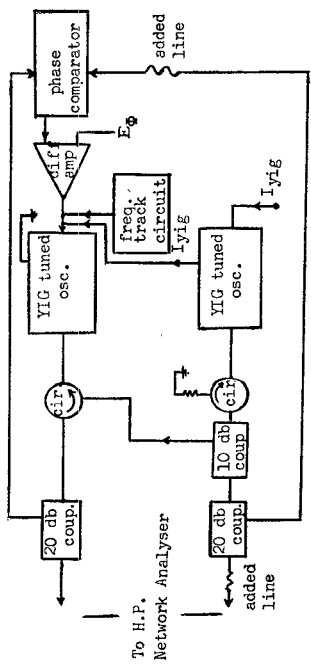 phase
comparator
added
line
diff
amp
EΦ
YIG tuned
osc.
freq.
track
circuit
Iyig
YIG tuned
osc.
Iyig
cir
cir
10 db
coup
20 db
coup.
20 db
coup.
added
line
To H.P.
Network Analyser